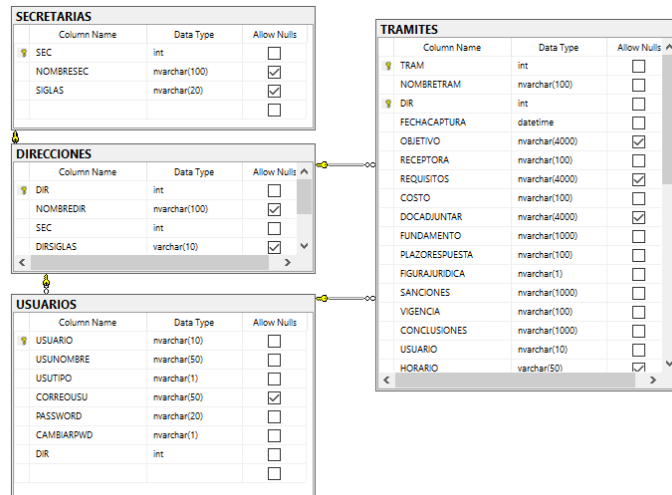 SECRETARIAS
Column Name Data Type Allow Nulls
SEC int
NOMBRESEC nvarchar(100)
SIGLAS nvarchar(20)
DIRECCIONES
Column Name Data Type Allow Nulls
DIR int
NOMBREDIR nvarchar(100)
SEC int
DIRSIGLAS varchar(10)
USUARIOS
Column Name Data Type Allow Nulls
USUARIO nvarchar(10)
USUNOMBRE nvarchar(50)
USUTIPO nvarchar(1)
CORREOUSU nvarchar(50)
PASSWORD nvarchar(20)
CAMBIARPWD nvarchar(1)
DIR int
TRAMITES
Column Name Data Type Allow Nulls
TRAM int
NOMBRETRAM nvarchar(100)
DIR int
FECHACAPTURA datetime
OBJETIVO nvarchar(4000)
RECEPTORA nvarchar(100)
REQUISITOS nvarchar(4000)
COSTO nvarchar(100)
DOCADJUNTAR nvarchar(4000)
FUNDAMENTO nvarchar(1000)
PLAZORESPUESTA nvarchar(100)
FIGURAJURIDICA nvarchar(1)
SANCIONES nvarchar(1000)
VIGENCIA nvarchar(100)
CONCLUSIONES nvarchar(1000)
USUARIO nvarchar(10)
HORARIO varchar(50)